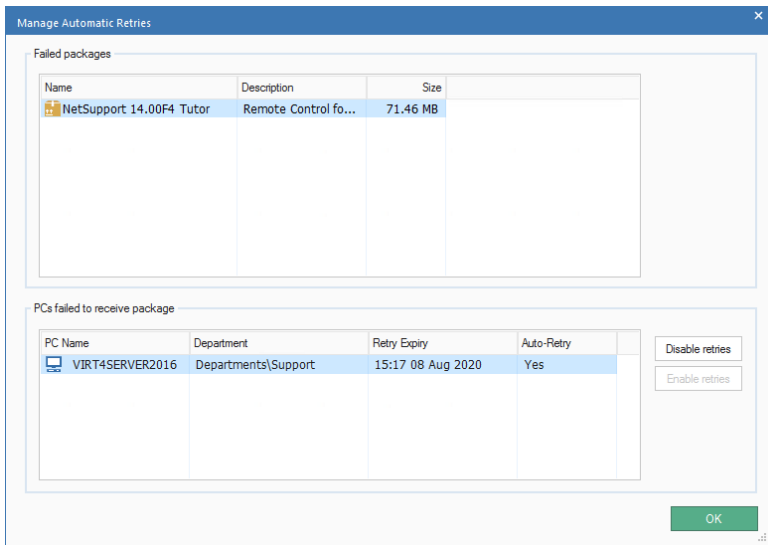 Manage Automatic Retries
Failed packages
Name Description Size
NetSupport 14.00F4 Tutor Remote Control fo... 71.46 MB
PCs failed to receive package
PC Name Department Retry Expiry Auto-Retry
VIRT4SERVER2016 Departments\Support 15:17 08 Aug 2020 Yes
Disable retries
Enable retries
OK